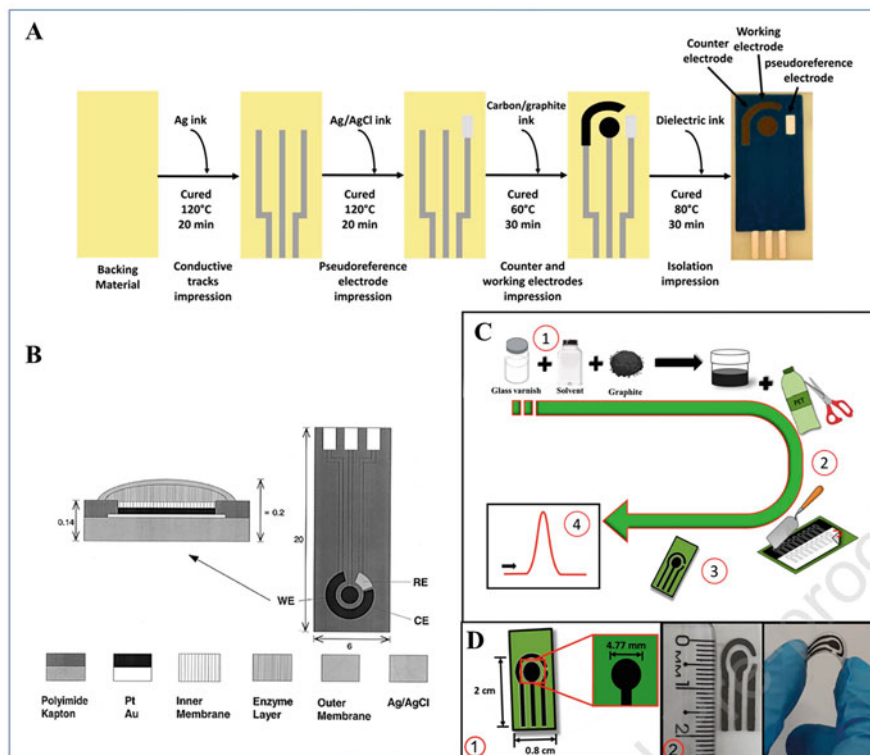 A
Counter
electrode
Working
electrode
pseudoreference
electrode
Ag ink
Ag/AgCl ink
Carbon/graphite
ink
Dielectric ink
Cured
120°C
20 min
Cured
120°C
20 min
Cured
60°C
30 min
Cured
80°C
30 min
Backing
Material
Conductive
tracks
impression
Pseudoreference
electrode
impression
Counter and
working electrodes
impression
Isolation
impression
B
0.14
= 0.2
20
WE
RE
CE
6
Polyimide
Kapton
Pt
Au
Inner
Membrane
Enzyme
Layer
Outer
Membrane
Ag/AgCl
C
1
Glass varnish
Solvent
Graphite
PET
2
3
4
D
4.77 mm
2 cm
0.8 cm
1
0
MM 1
2
2